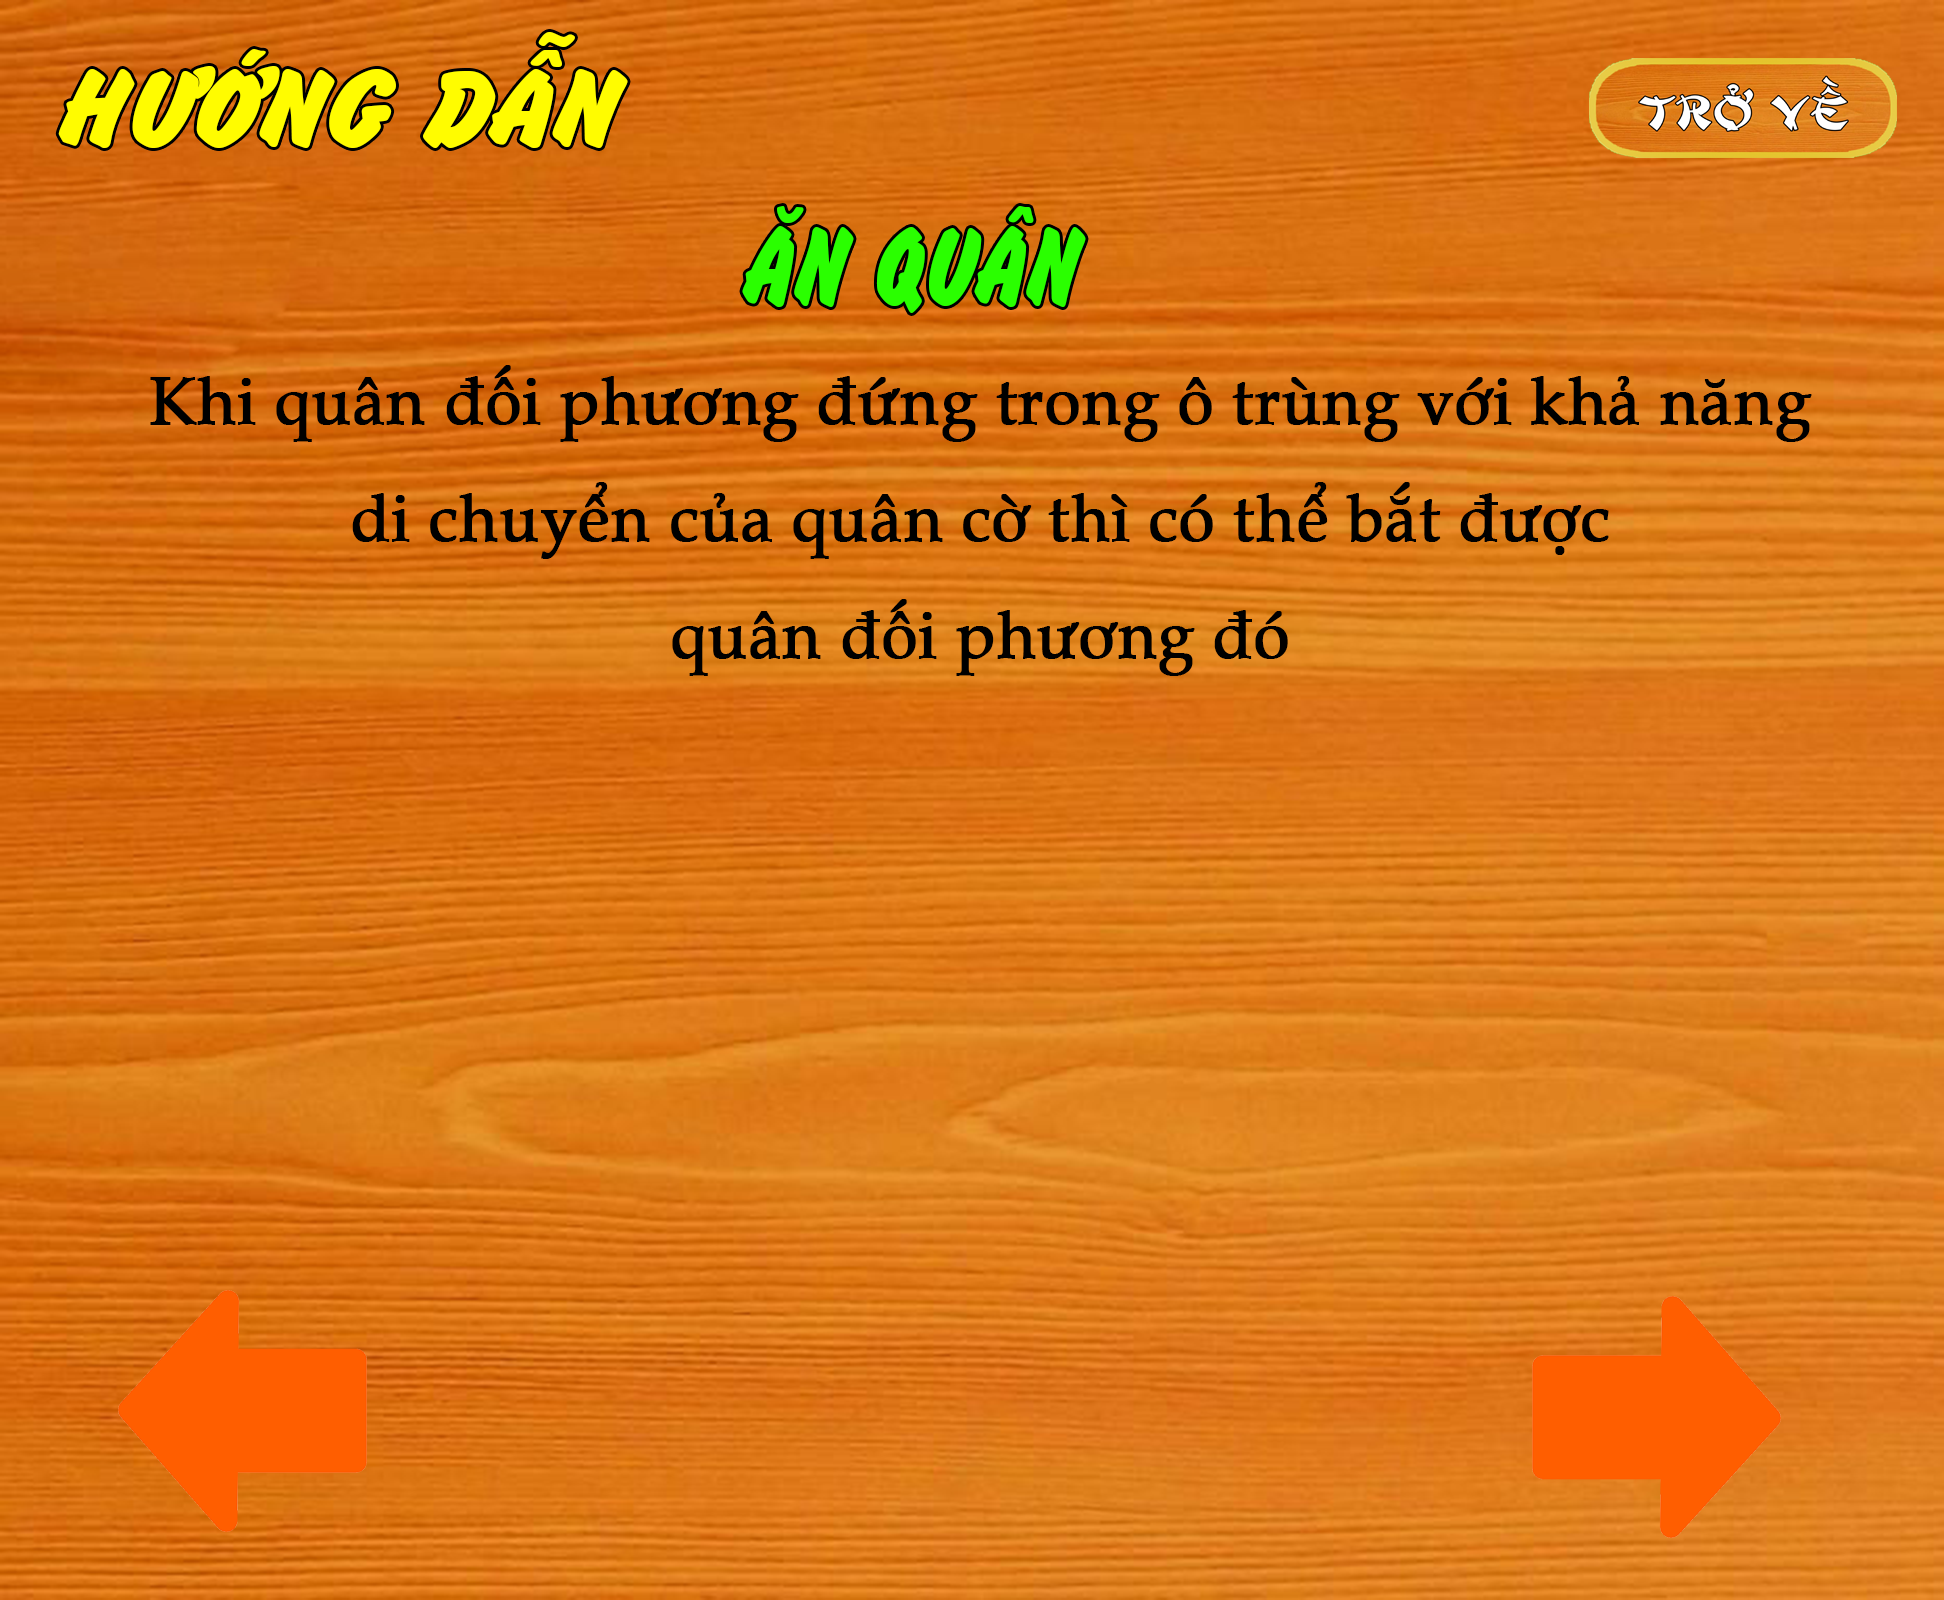 HƯỚNG DẪN
TRỞ VỀ
ĂN QUÂN
Khi quân đối phương đứng trong ô trùng với khả năng
di chuyển của quân cờ thì có thể bắt được
quân đối phương đó